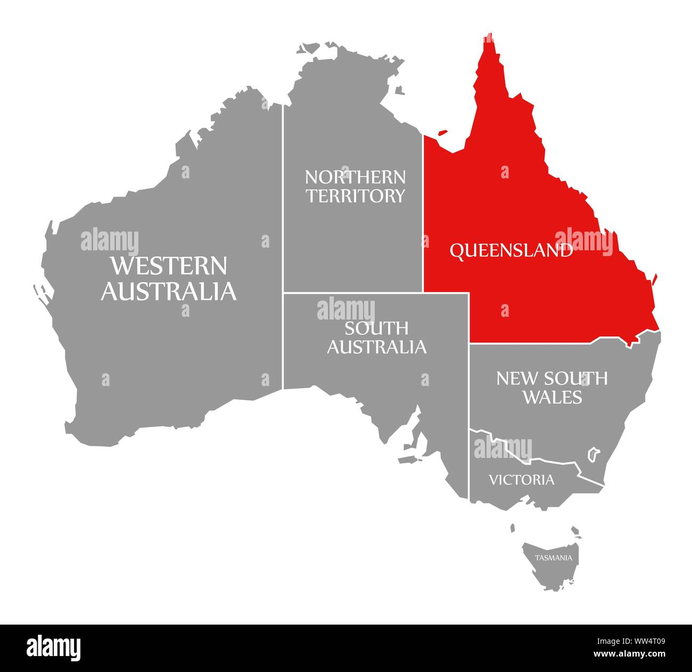 NORTHERN
TERRITORY
WESTERN
AUSTRALIA
QUEENSLAND
SOUTH
AUSTRALIA
NEW SOUTH
WALES
VICTORIA
TASMANIA
alamy
alamy
alamy
alamy
a
a
a
a
a
a
a
a
a
a
a
alamy
Image ID: WW4T09
www.alamy.com